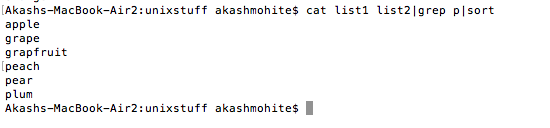 [Akashs-MacBook-Air2:unixstuff akashmohite$ cat list1 list2|grep p|sort
apple
grape
grapfruit
[peach
pear
plum
Akashs-MacBook-Air2:unixstuff akashmohite$